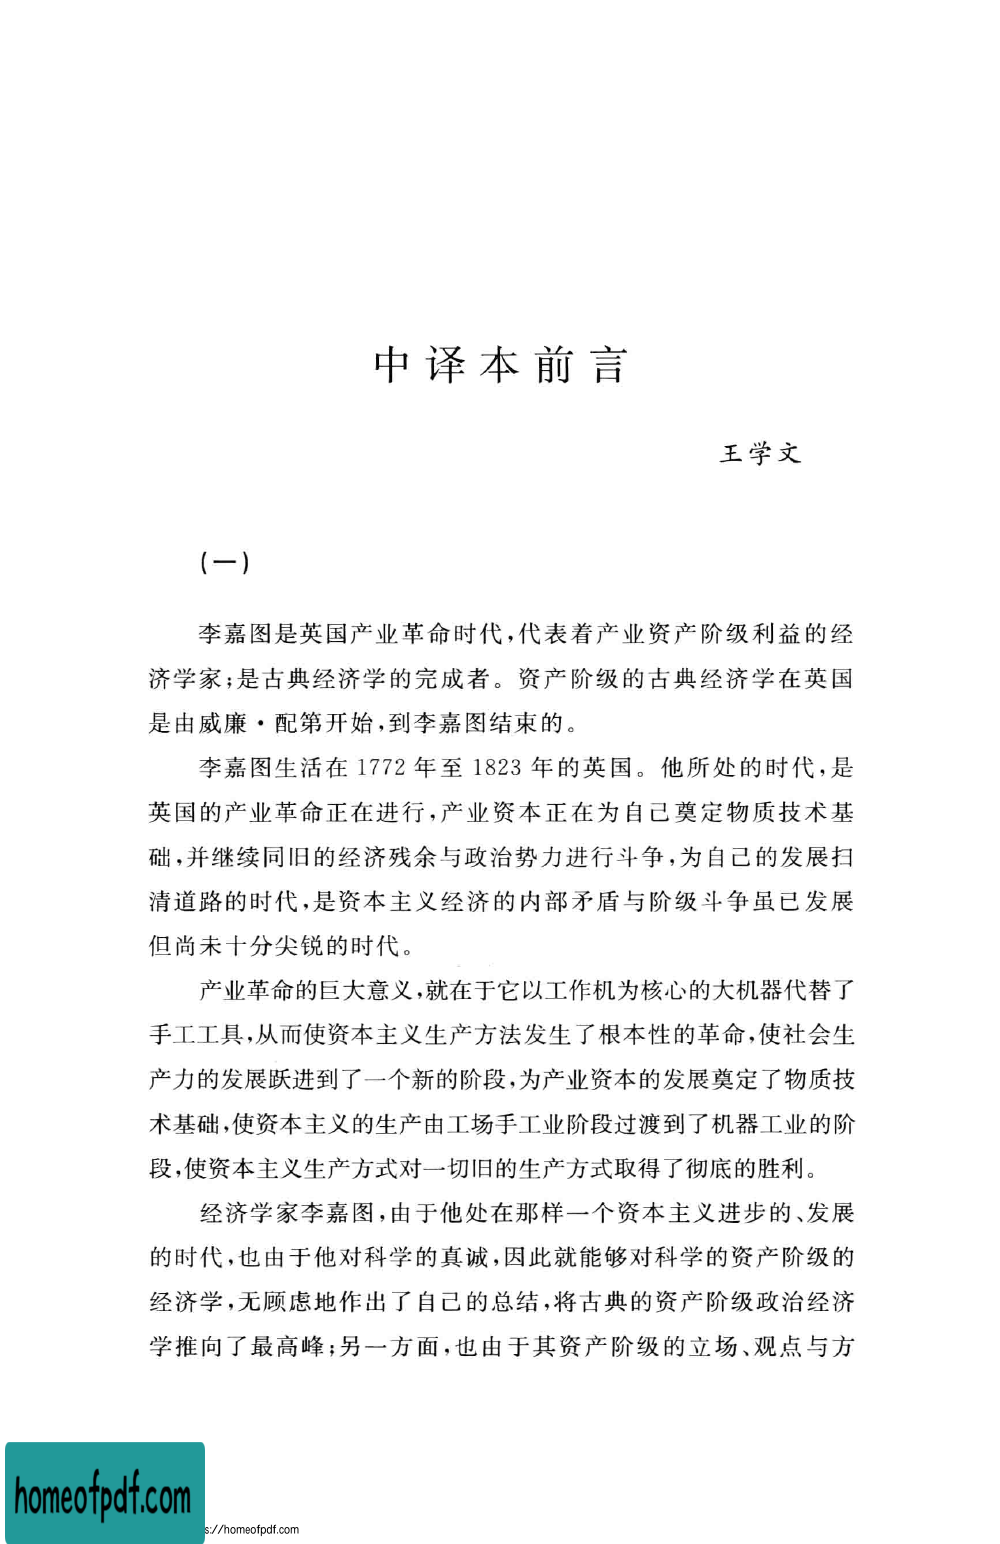 中译本前言
王学文
（一）
李嘉图是英国产业革命时代，代表着产业资产阶级利益的经
济学家；是古典经济学的完成者。资产阶级的古典经济学在英国
是由威廉·配第开始，到李嘉图结束的。
李嘉图生活在 1772 年至 1823 年的英国。他所处的时代，是
英国的产业革命正在进行，产业资本正在为自己奠定物质技术基
础，并继续同旧的经济残余与政治势力进行斗争，为自己的发展扫
清道路的时代，是资本主义经济的内部矛盾与阶级斗争虽已发展
但尚未十分尖锐的时代。
产业革命的巨大意义，就在于它以工作机为核心的大机器代替了
手工工具，从而使资本主义生产方法发生了根本性的革命，使社会生
产力的发展跃进到了一个新的阶段，为产业资本的发展奠定了物质技
术基础，使资本主义的生产由工场手工业阶段过渡到了机器工业的阶
段，使资本主义生产方式对一切旧的生产方式取得了彻底的胜利。
经济学家李嘉图，由于他处在那样一个资本主义进步的、发展
的时代，也由于他对科学的真诚，因此就能够对科学的资产阶级的
经济学，无顾虑地作出了自己的总结，将古典的资产阶级政治经济
学推向了最高峰；另一方面，也由于其资产阶级的立场、观点与方
homeofpdf.com
s://homeofpdf.com